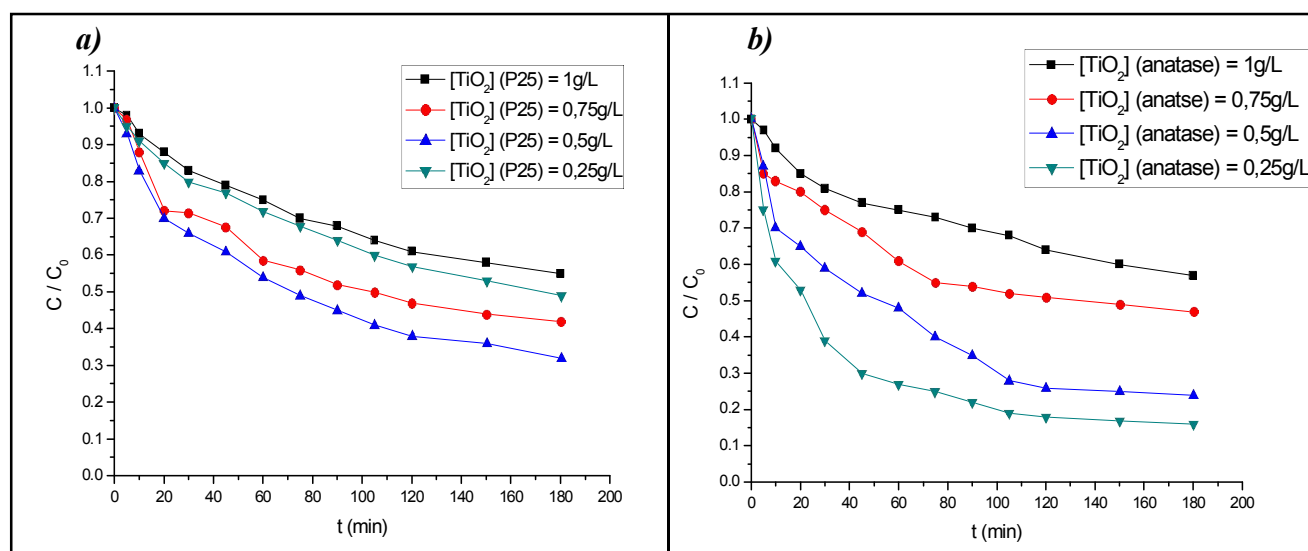 a)
[TiO2] (P25) = 1g/L
[TiO2] (P25) = 0,75g/L
[TiO2] (P25) = 0,5g/L
[TiO2] (P25) = 0,25g/L
1.1
1.0
0.9
0.8
0.7
0.6
0.5
0.4
0.3
0.2
0.1
0.0
C / C0
0 20 40 60 80 100 120 140 160 180 200
t (min)
b)
[TiO2] (anatase) = 1g/L
[TiO2] (anatse) = 0,75g/L
[TiO2] (anatase) = 0,5g/L
[TiO2] (anatase) = 0,25g/L
1.1
1.0
0.9
0.8
0.7
0.6
0.5
0.4
0.3
0.2
0.1
0.0
C / C0
0 20 40 60 80 100 120 140 160 180 200
t (min)